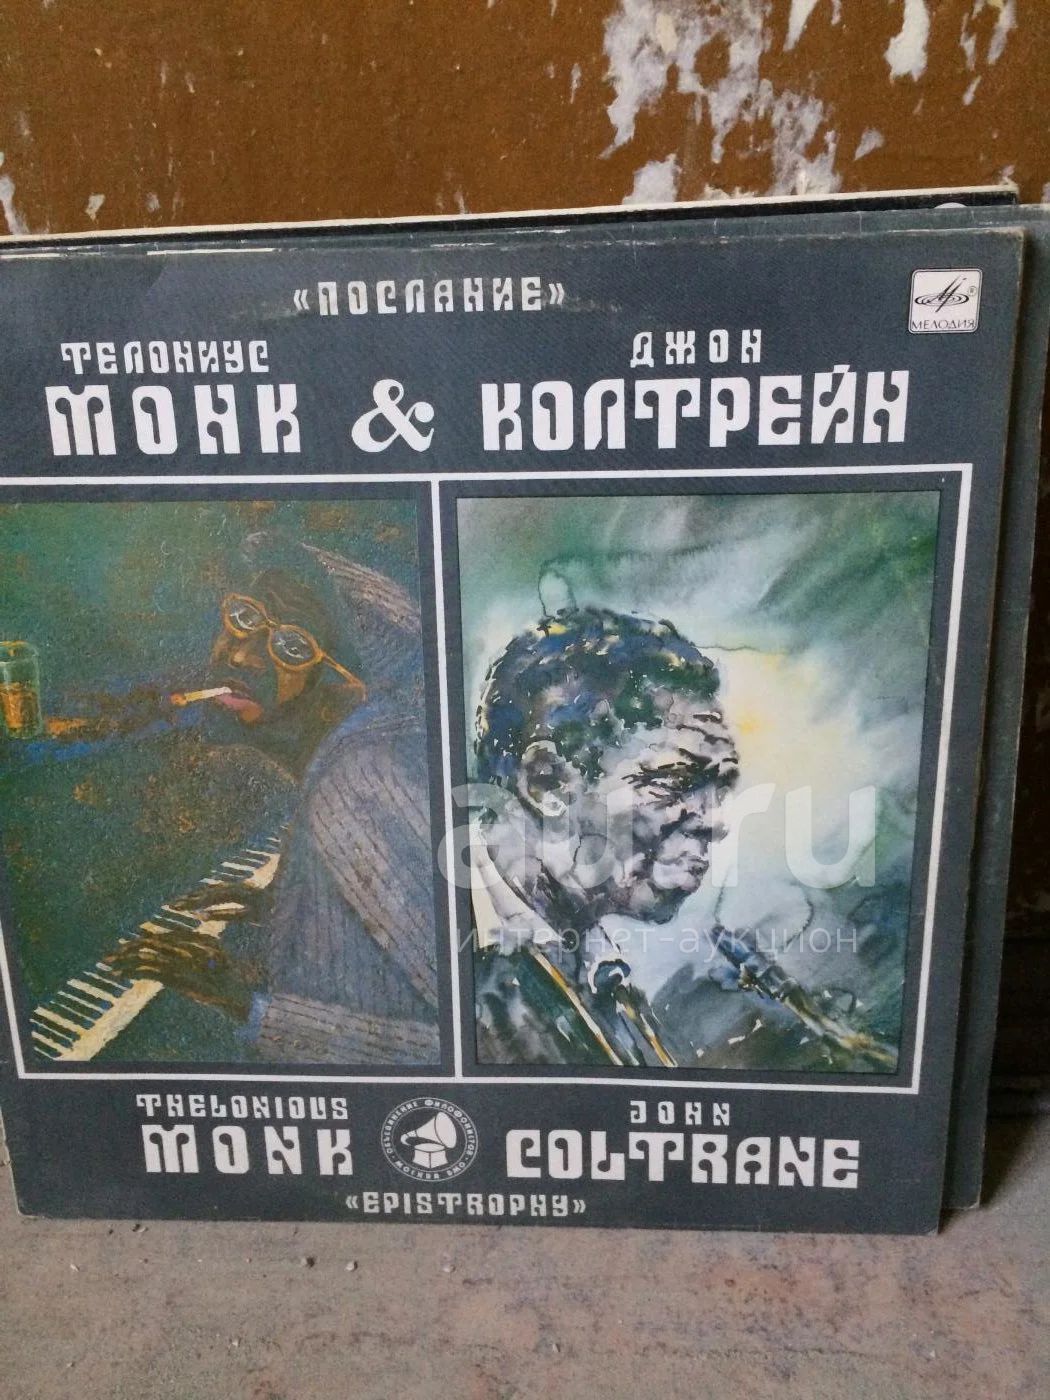 «ПОСЛАНИЕ»
МЕЛОДИЯ
ТЕЛОНИУС
МОНК & 
ДЖОН
КОЛТРЕЙН
au.ru
интернет-аукцион
THELONIOUS
MONK
JOHN
COLTRANE
«EPISTROPHY»